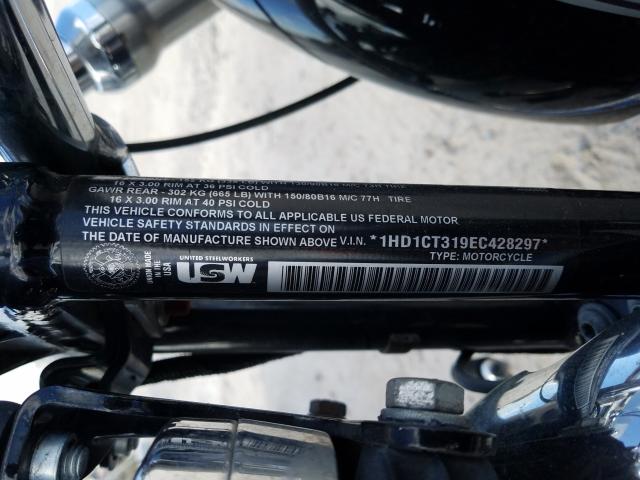 16 X 3.00 RIM AT 36 PSI COLD
GAWR REAR - 302 KG (665 LB) WITH 150/80B16 M/C 77H TIRE
16 X 3.00 RIM AT 40 PSI COLD
THIS VEHICLE CONFORMS TO ALL APPLICABLE US FEDERAL MOTOR
VEHICLE SAFETY STANDARDS IN EFFECT ON
THE DATE OF MANUFACTURE SHOWN ABOVE V.I.N. *1HD1CT319EC428297*
TYPE: MOTORCYCLE
UNION MADE
IN THE
USA
UNITED STEELWORKERS
USW